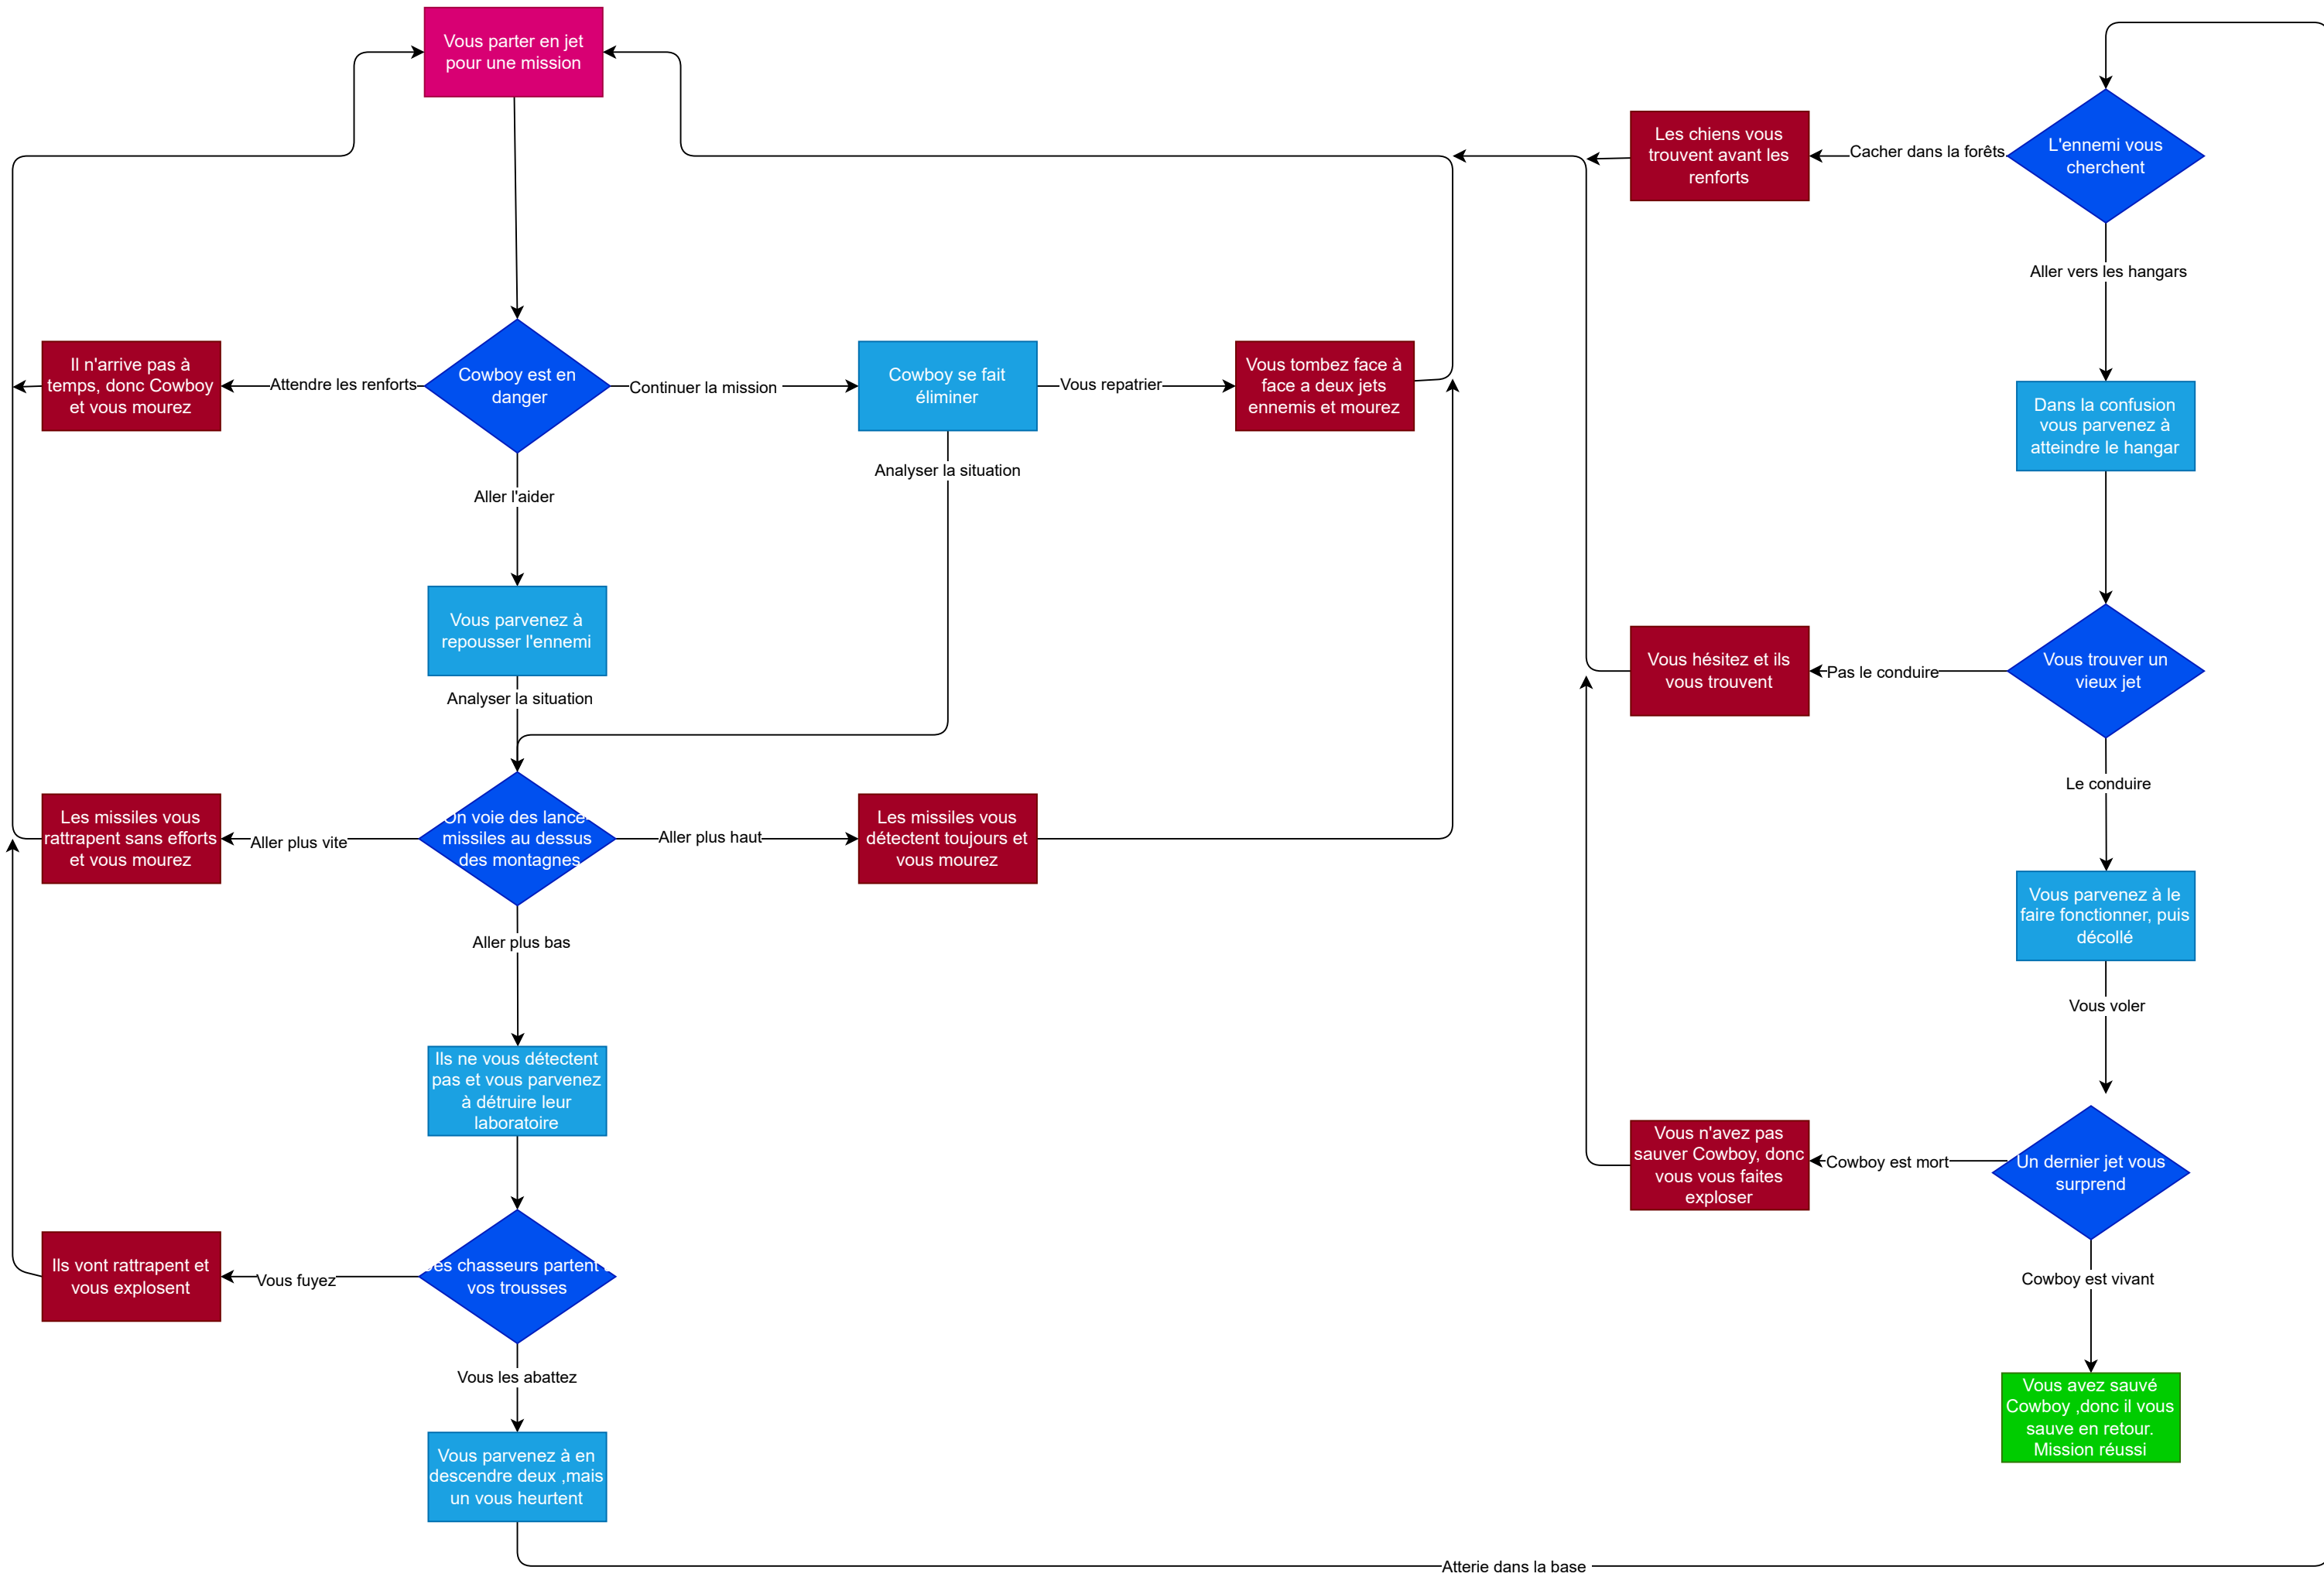 Vous parter en jet
pour une mission
Les chiens vous
trouvent avant les
renforts
Cacher dans la forêts
L'ennemi vous
cherchent
Aller vers les hangars
Il n'arrive pas à
temps, donc Cowboy
et vous mourez
Attendre les renforts
Cowboy est en
danger
Continuer la mission
Cowboy se fait
éliminer
Vous repatrier
Vous tombez face à
face a deux jets
ennemis et mourez
Dans la confusion
vous parvenez à
atteindre le hangar
Analyser la situation
Aller l'aider
Vous parvenez à
repousser l'ennemi
Analyser la situation
Vous hésitez et ils
vous trouvent
Pas le conduire
Vous trouver un
vieux jet
Le conduire
Les missiles vous
rattrapent sans efforts
et vous mourez
Aller plus vite
On voie des lance
missiles au dessus
des montagnes
Aller plus haut
Les missiles vous
détectent toujours et
vous mourez
Vous parvenez à le
faire fonctionner, puis
décollé
Aller plus bas
Vous voler
Ils ne vous détectent
pas et vous parvenez
à détruire leur
laboratoire
Vous n'avez pas
sauver Cowboy, donc
vous vous faites
exploser
Cowboy est mort
Un dernier jet vous
surprend
Ils vont rattrapent et
vous explosent
Vous fuyez
des chasseurs partent
vos trousses
Cowboy est vivant
Vous les abattez
Vous avez sauvé
Cowboy ,donc il vous
sauve en retour.
Mission réussi
Vous parvenez à en
descendre deux ,mais
un vous heurtent
Atterie dans la base